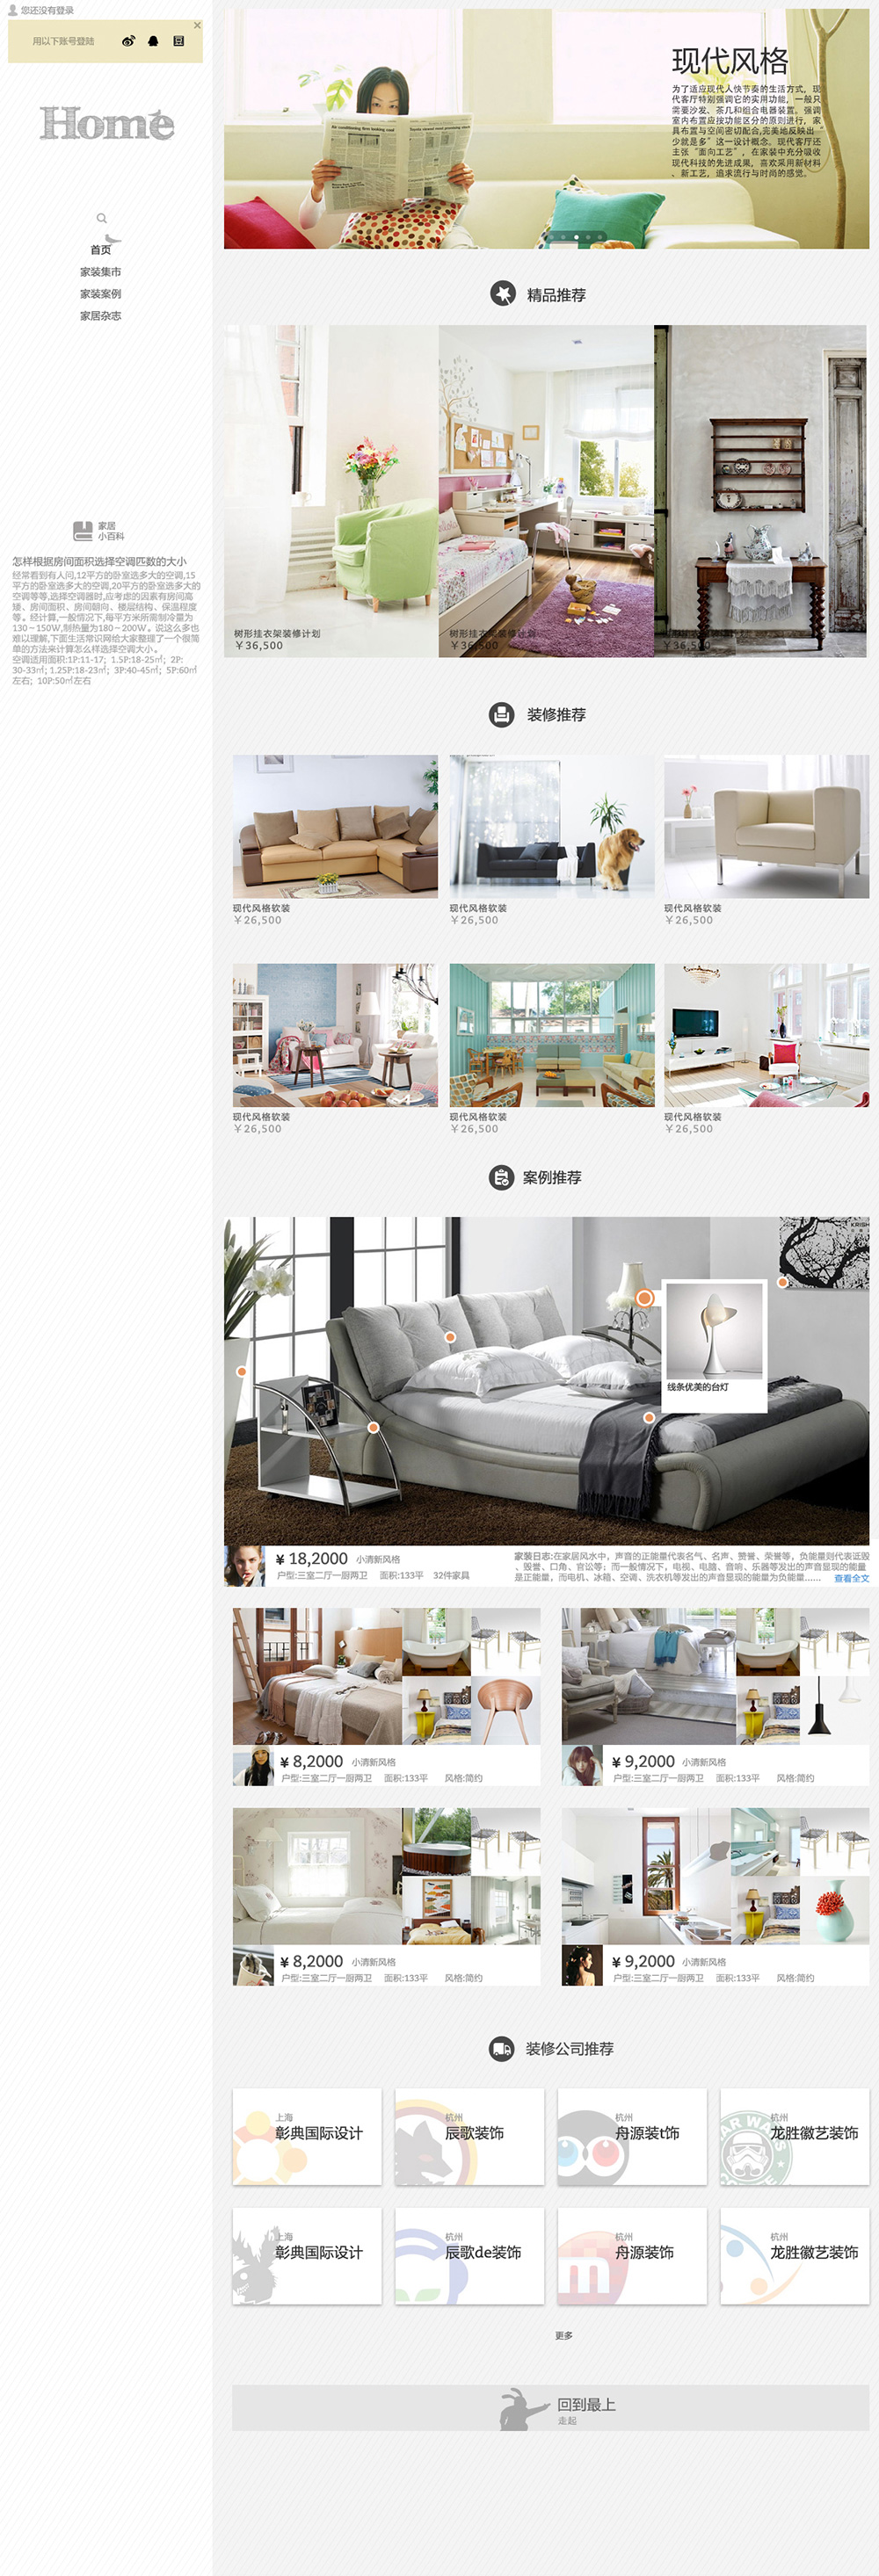 您还没有登录
用以下账号登陆
Home
首页
家装集市
家装案例
家居杂志
家居
小百科
怎样根据房间面积选择空调匹数的大小
经常看到有人问,12平方的卧室选多大的空调,15
平方的卧室选多大的空调,20平方的卧室选多大的
空调等等,选择空调器时,应考虑的因素有房间高
矮、房间面积、房间朝向、楼层结构、保温程度
等。经计算,一般情况下,每平方米所需制冷量为
130－150W,制热量为180－200W。说这么多也
难以理解,下面生活常识网给大家整理了一个很简
单的方法来计算怎么样选择空调大小。
空调适用面积:1P:11-17;  1.5P:18-25㎡;  2P:
30-33㎡; 1.25P:18-23㎡;  3P:40-45㎡;  5P:60㎡
左右;  10P:50㎡左右
现代风格
为了适应现代人快节奏的生活方式，现
代客厅特别强调它的实用功能，一般只
需要沙发、茶几和组合电器装置。强调
室内布置应按功能区分的原则进行，家
具布置与空间密切配合,完美地反映出
少就是多”这一设计概念。现代客厅还
主张“面向工艺”，在家装中充分吸收
现代科技的先进成果，喜欢采用新材料
、新工艺，追求流行与时尚的感觉。
精品推荐
树形挂衣架装修计划
￥36,500
树形挂衣架装修计划
￥36,500
树形挂衣架装修计划
￥36,500
装修推荐
现代风格软装
￥26,500
现代风格软装
￥26,500
现代风格软装
￥26,500
现代风格软装
￥26,500
现代风格软装
￥26,500
现代风格软装
￥26,500
案例推荐
KRISH
线条优美的台灯
¥ 18,2000 小清新风格
户型:三室二厅一厨两卫 面积:133平 32件家具
家装日志:在家居风水中，声音的正能量代表名气、名声、赞誉、荣誉等，负能量则代表诋毁
、毁誉、口角、官讼等；而一般情况下，电视、电脑、音响、乐器等发出的声音显现的能量
是正能量，而电机、冰箱、空调、洗衣机等发出的声音显现的能量为负能量...... 查看全文
¥ 8,2000 小清新风格
户型:三室二厅一厨两卫 面积:133平 风格:简约
¥ 9,2000 小清新风格
户型:三室二厅一厨两卫 面积:133平 风格:简约
¥ 8,2000 小清新风格
户型:三室二厅一厨两卫 面积:133平 风格:简约
¥ 9,2000 小清新风格
户型:三室二厅一厨两卫 面积:133平 风格:简约
装修公司推荐
上海
彰典国际设计
杭州
辰歌装饰
杭州
舟源装t饰
杭州
龙胜徽艺装饰
上海
彰典国际设计
杭州
辰歌de装饰
杭州
舟源装饰
杭州
龙胜徽艺装饰
更多
回到最上
走起